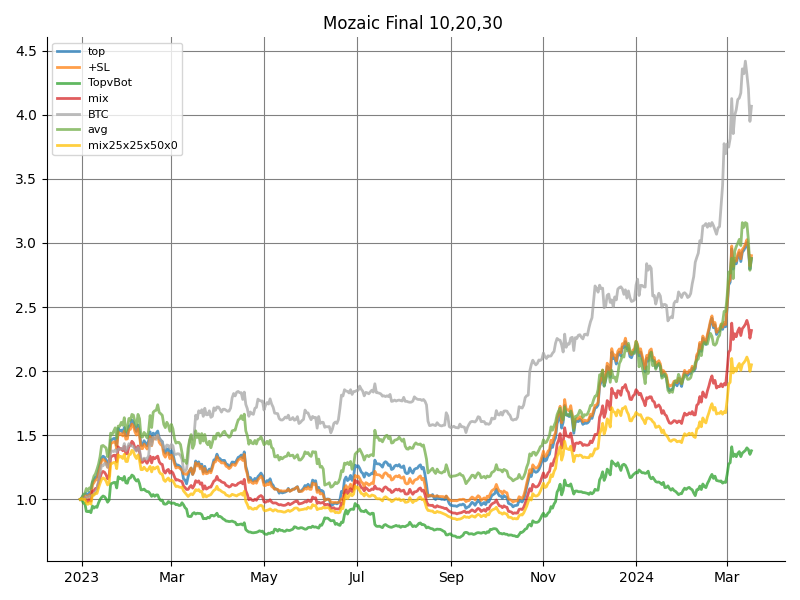 Mozaic Final 10,20,30
top
+SL
TopvBot
mix
BTC
avg
mix25x25x50x0
4.5
4.0
3.5
3.0
2.5
2.0
1.5
1.0
2023 Mar May Jul Sep Nov 2024 Mar